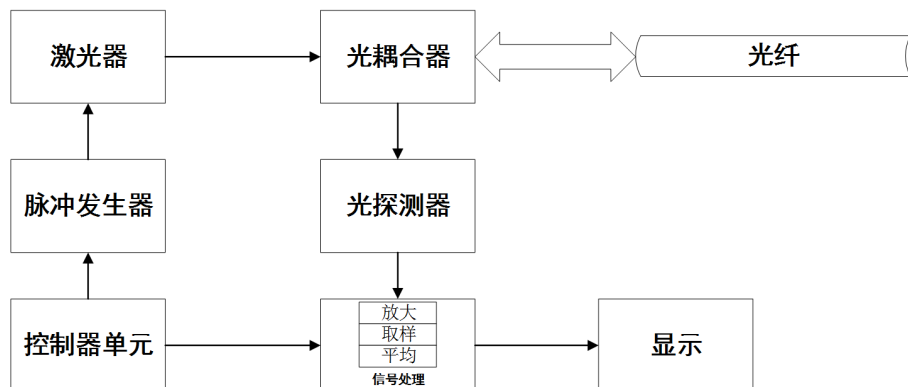 激光器
光耦合器
光纤
脉冲发生器
光探测器
控制器单元
放大
取样
平均
信号处理
显示